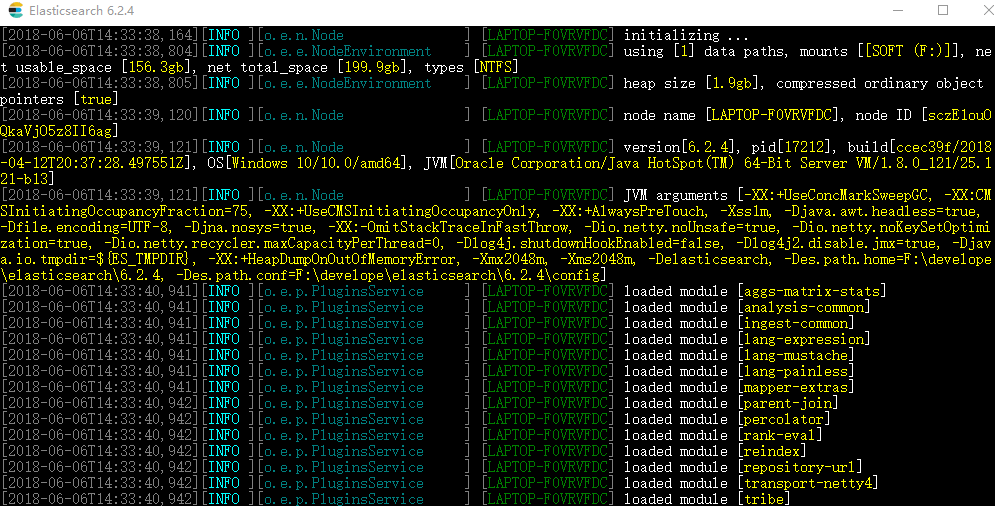 Elasticsearch 6.2.4
[2018-06-06T14:33:38,164][INFO ][o.e.n.Node               ] [LAPTOP-F0VRVFDC] initializing ...
[2018-06-06T14:33:38,804][INFO ][o.e.e.NodeEnvironment    ] [LAPTOP-F0VRVFDC] using [1] data paths, mounts [[SOFT (F:)]], ne
t usable_space [156.3gb], net total_space [199.9gb], types [NTFS]
[2018-06-06T14:33:38,805][INFO ][o.e.e.NodeEnvironment    ] [LAPTOP-F0VRVFDC] heap size [1.9gb], compressed ordinary object
pointers [true]
[2018-06-06T14:33:39,120][INFO ][o.e.n.Node               ] [LAPTOP-F0VRVFDC] node name [LAPTOP-F0VRVFDC], node ID [sczE1ouO
QkaVjO5z8II6ag]
[2018-06-06T14:33:39,121][INFO ][o.e.n.Node               ] [LAPTOP-F0VRVFDC] version[6.2.4], pid[17212], build[ccec39f/2018
-04-12T20:37:28.497551Z], OS[Windows 10/10.0/amd64], JVM[Oracle Corporation/Java HotSpot(TM) 64-Bit Server VM/1.8.0_121/25.1
21-b13]
[2018-06-06T14:33:39,121][INFO ][o.e.n.Node               ] [LAPTOP-F0VRVFDC] JVM arguments [-XX:+UseConcMarkSweepGC, -XX:CM
SInitiatingOccupancyFraction=75, -XX:+UseCMSInitiatingOccupancyOnly, -XX:+AlwaysPreTouch, -Xss1m, -Djava.awt.headless=true,
-Dfile.encoding=UTF-8, -Djna.nosys=true, -XX:-OmitStackTraceInFastThrow, -Dio.netty.noUnsafe=true, -Dio.netty.noKeySetOptimi
zation=true, -Dio.netty.recycler.maxCapacityPerThread=0, -Dlog4j.shutdownHookEnabled=false, -Dlog4j2.disable.jmx=true, -Djav
a.io.tmpdir=${ES_TMPDIR}, -XX:+HeapDumpOnOutOfMemoryError, -Xmx2048m, -Xms2048m, -Delasticsearch, -Des.path.home=F:\develope
\elasticsearch\6.2.4, -Des.path.conf=F:\develope\elasticsearch\6.2.4\config]
[2018-06-06T14:33:40,941][INFO ][o.e.p.PluginsService     ] [LAPTOP-F0VRVFDC] loaded module [aggs-matrix-stats]
[2018-06-06T14:33:40,941][INFO ][o.e.p.PluginsService     ] [LAPTOP-F0VRVFDC] loaded module [analysis-common]
[2018-06-06T14:33:40,941][INFO ][o.e.p.PluginsService     ] [LAPTOP-F0VRVFDC] loaded module [ingest-common]
[2018-06-06T14:33:40,941][INFO ][o.e.p.PluginsService     ] [LAPTOP-F0VRVFDC] loaded module [lang-expression]
[2018-06-06T14:33:40,941][INFO ][o.e.p.PluginsService     ] [LAPTOP-F0VRVFDC] loaded module [lang-mustache]
[2018-06-06T14:33:40,941][INFO ][o.e.p.PluginsService     ] [LAPTOP-F0VRVFDC] loaded module [lang-painless]
[2018-06-06T14:33:40,941][INFO ][o.e.p.PluginsService     ] [LAPTOP-F0VRVFDC] loaded module [mapper-extras]
[2018-06-06T14:33:40,942][INFO ][o.e.p.PluginsService     ] [LAPTOP-F0VRVFDC] loaded module [parent-join]
[2018-06-06T14:33:40,942][INFO ][o.e.p.PluginsService     ] [LAPTOP-F0VRVFDC] loaded module [percolator]
[2018-06-06T14:33:40,942][INFO ][o.e.p.PluginsService     ] [LAPTOP-F0VRVFDC] loaded module [rank-eval]
[2018-06-06T14:33:40,942][INFO ][o.e.p.PluginsService     ] [LAPTOP-F0VRVFDC] loaded module [reindex]
[2018-06-06T14:33:40,942][INFO ][o.e.p.PluginsService     ] [LAPTOP-F0VRVFDC] loaded module [repository-url]
[2018-06-06T14:33:40,942][INFO ][o.e.p.PluginsService     ] [LAPTOP-F0VRVFDC] loaded module [transport-netty4]
[2018-06-06T14:33:40,942][INFO ][o.e.p.PluginsService     ] [LAPTOP-F0VRVFDC] loaded module [tribe]